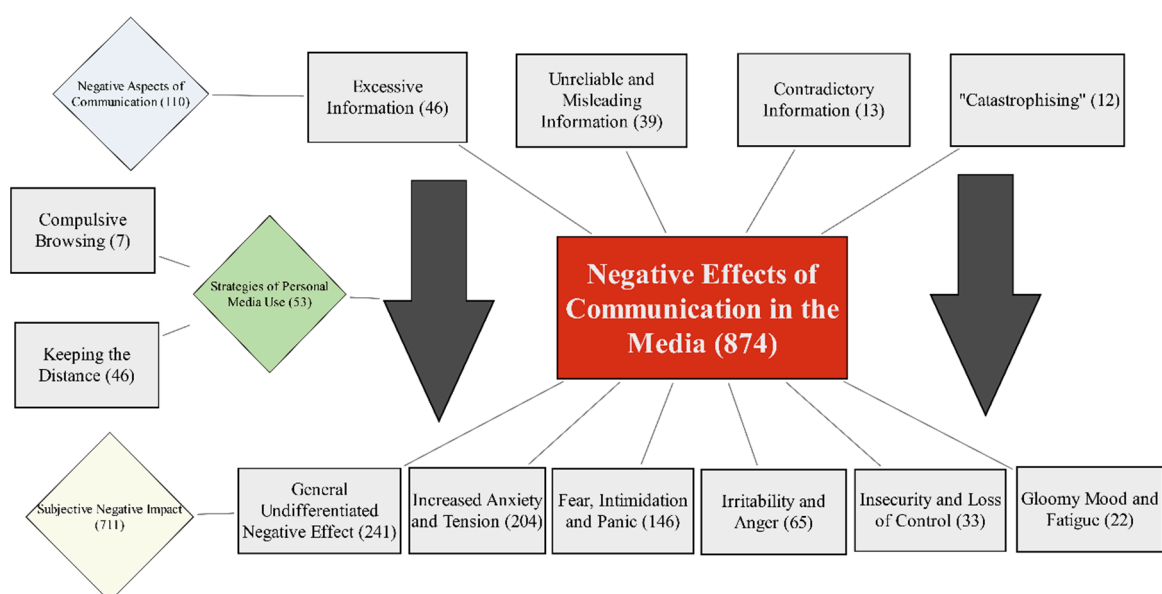 Negative Aspects of
Communication (110)
Excessive
Information (46)
Unreliable and
Misleading
Information (39)
Contradictory
Information (13)
"Catastrophising" (12)
Compulsive
Browsing (7)
Strategies of Personal
Media Use (53)
Keeping the
Distance (46)
Negative Effects of
Communication in the
Media (874)
Subjective Negative Impact
(711)
General
Undifferentiated
Negative Effect (241)
Increased Anxiety
and Tension (204)
Fear, Intimidation
and Panic (146)
Irritability and
Anger (65)
Insecurity and Loss
of Control (33)
Gloomy Mood and
Fatigue (22)